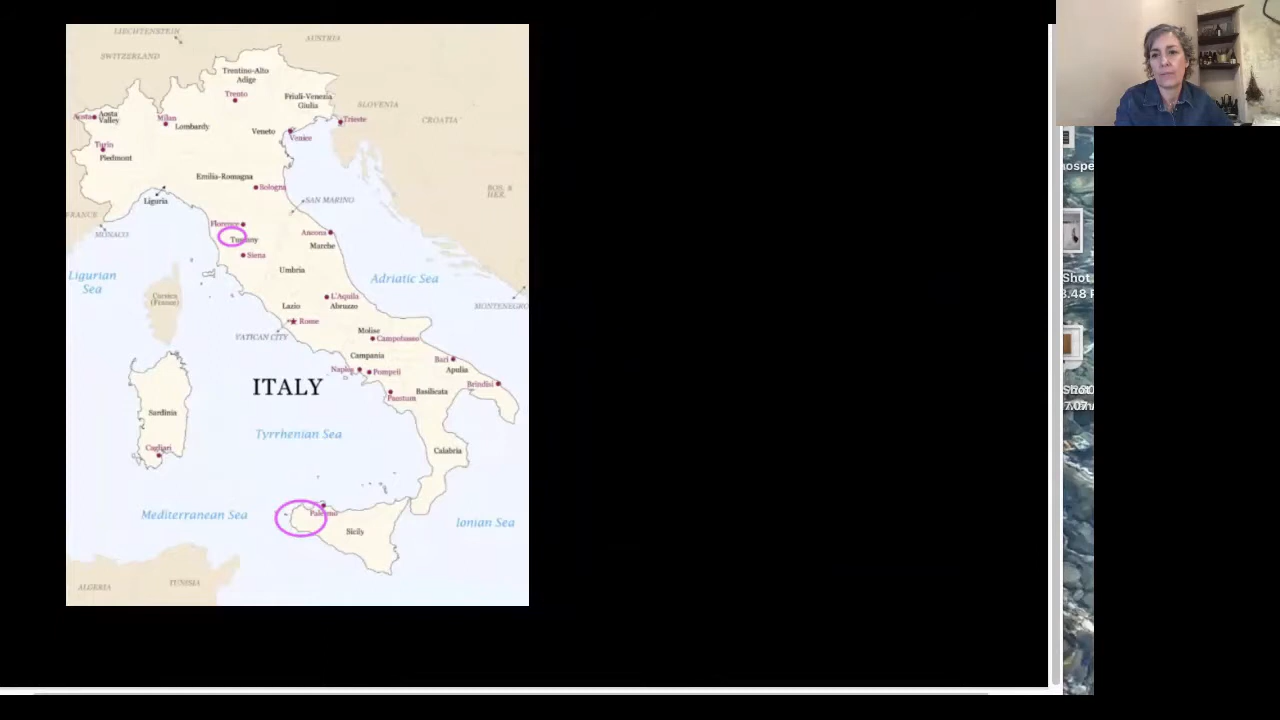 LIECHTENSTEIN
AUSTRIA
SWITZERLAND
Trentino-Alto
Adige
Trento
Friuli-Venezia
Giulia
SLOVENIA
Aosta
Aosta
Valley
Milan
Lombardy
Veneto
Venice
Trieste
CROATIA
Turin
Piedmont
Emilia-Romagna
Bologna
BOS. &
HER.
Liguria
SAN MARINO
FRANCE
MONACO
Florence
Tuscany
Ancona
Marche
Siena
Ligurian
Sea
Umbria
Adriatic Sea
Corsica
(France)
L'Aquila
Lazio
Abruzzo
MONTENEGRO
Rome
VATICAN CITY
Molise
Campobasso
Campania
Naples
Pompeii
Bari
Apulia
Brindisi
ITALY
Paestum
Basilicata
Sardinia
Tyrrhenian Sea
Cagliari
Calabria
Mediterranean Sea
Palermo
Sicily
Ionian Sea
ALGERIA
TUNISIA
Shot